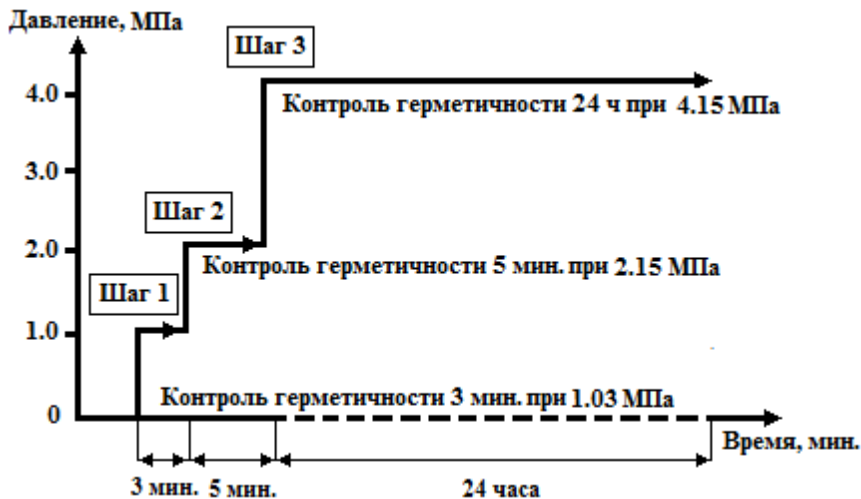 Давление, МПа
Шаг 3
4.0
Контроль герметичности 24 ч при 4.15 МПа
3.0
Шаг 2
2.0
Контроль герметичности 5 мин. при 2.15 МПа
Шаг 1
1.0
Контроль герметичности 3 мин. при 1.03 МПа
0
Время, мин.
3 мин. 5 мин. 24 часа